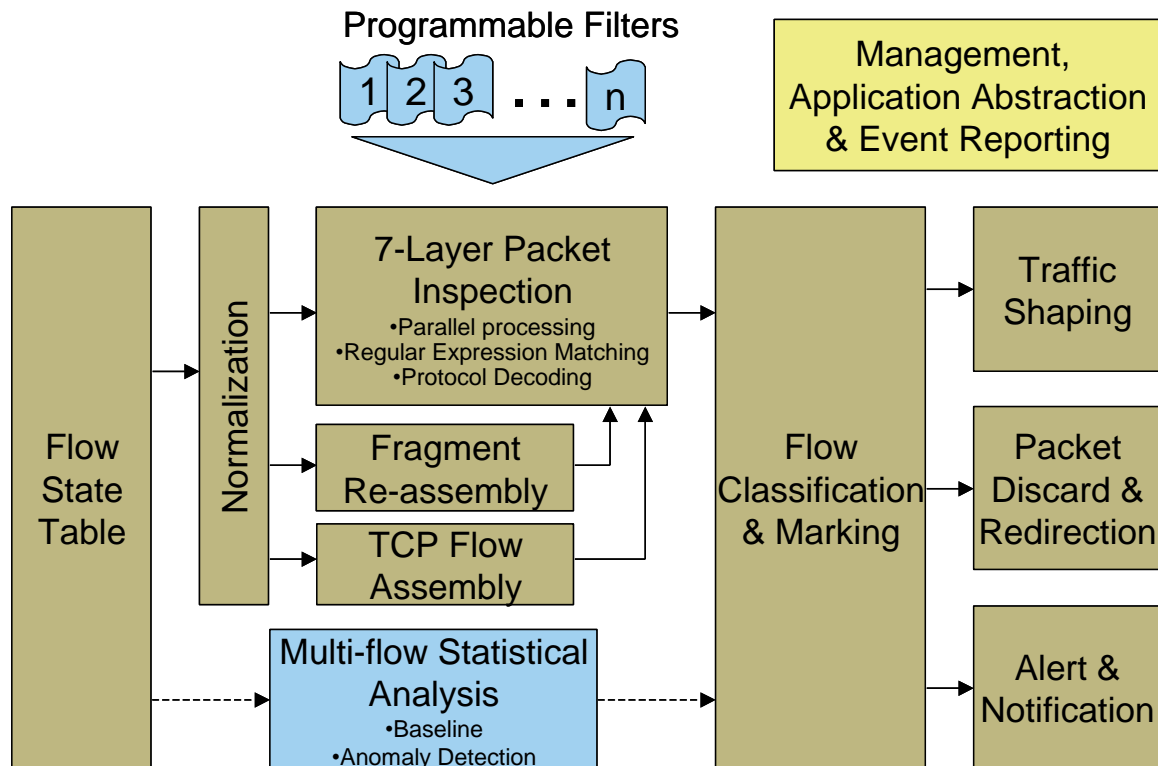 Programmable Filters
1 2 3 . . . n
Management,
Application Abstraction
& Event Reporting
Flow
State
Table
Normalization
7-Layer Packet
Inspection
•Parallel processing
•Regular Expression Matching
•Protocol Decoding
Fragment
Re-assembly
TCP Flow
Assembly
Multi-flow Statistical
Analysis
•Baseline
•Anomaly Detection
Flow
Classification
& Marking
Traffic
Shaping
Packet
Discard &
Redirection
Alert &
Notification